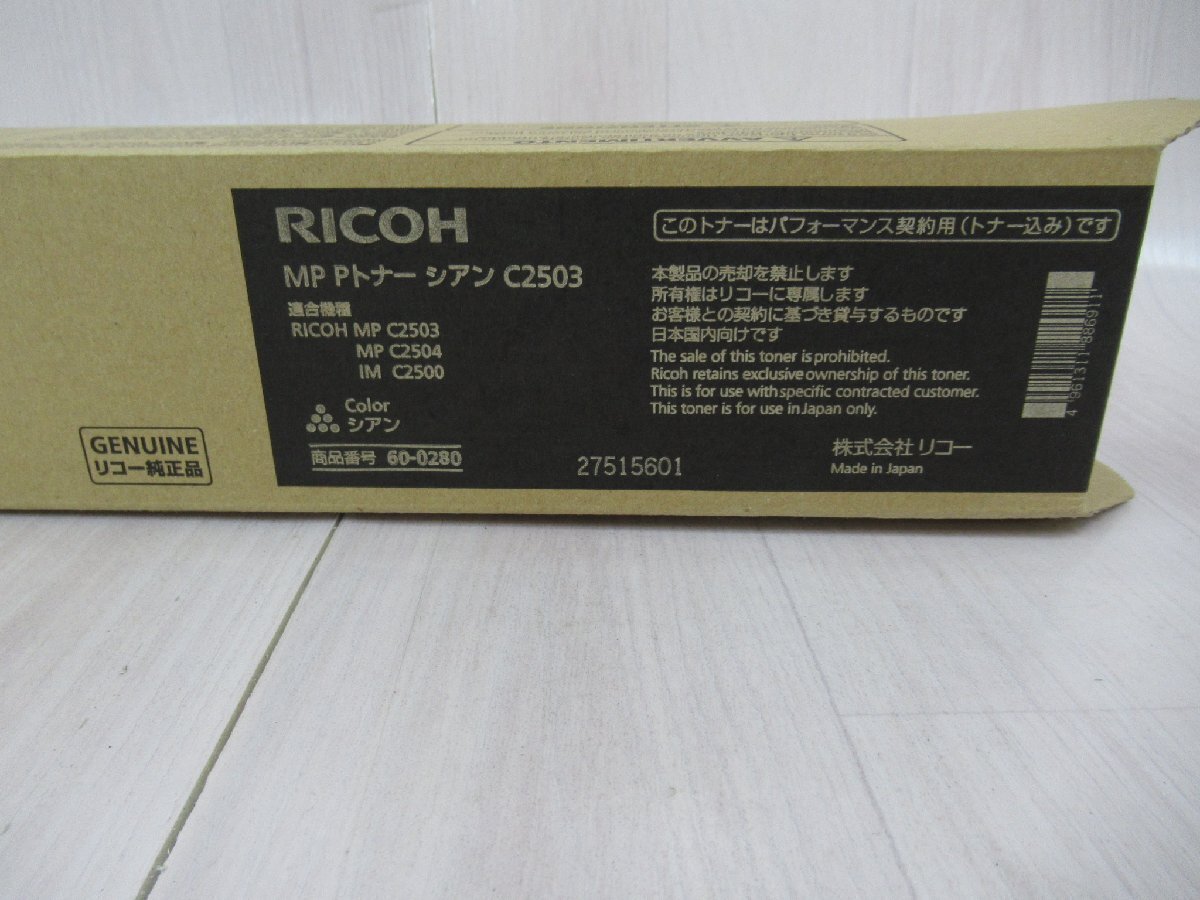 AVVERTIMENTO
RICOH
MP Pトナー シアン C2503
適合機種
RICOH MP C2503
MP C2504
IM C2500
Color
シアン
商品番号 60-0280
GENUINE
リコー純正品
27515601
このトナーはパフォーマンス契約用(トナー込み)です
本製品の売却を禁止します
所有権はリコーに専属します
お客様との契約に基づき貸与するものです
日本国内向けです
The sale of this toner is prohibited.
Ricoh retains exclusive ownership of this toner.
This is for use with specific contracted customer.
This toner is for use in Japan only.
株式会社 リコー
Made in Japan
4 961311 886911